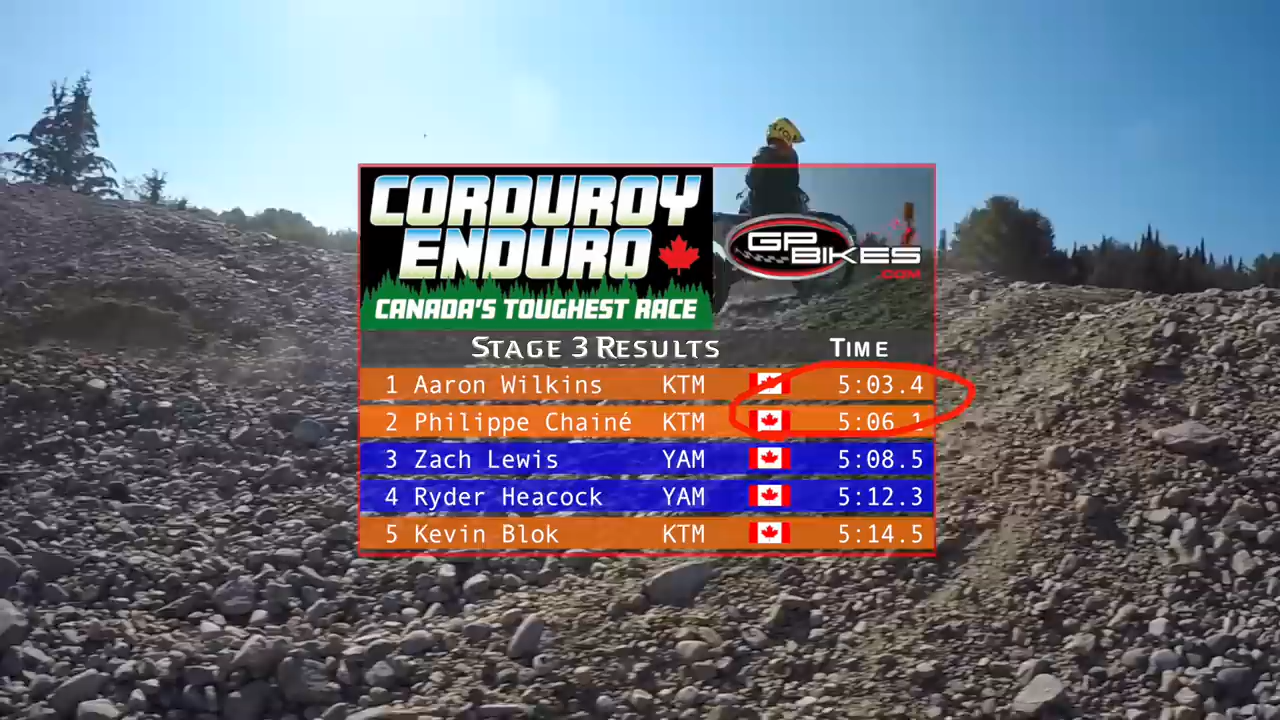 CORDUROY
ENDURO
CANADA'S TOUGHEST RACE
GP BIKES
.COM
STAGE 3 RESULTS TIME
1 Aaron Wilkins KTM 5:03.4
2 Philippe Chainé KTM 5:06.1
3 Zach Lewis YAM 5:08.5
4 Ryder Heacock YAM 5:12.3
5 Kevin Blok KTM 5:14.5